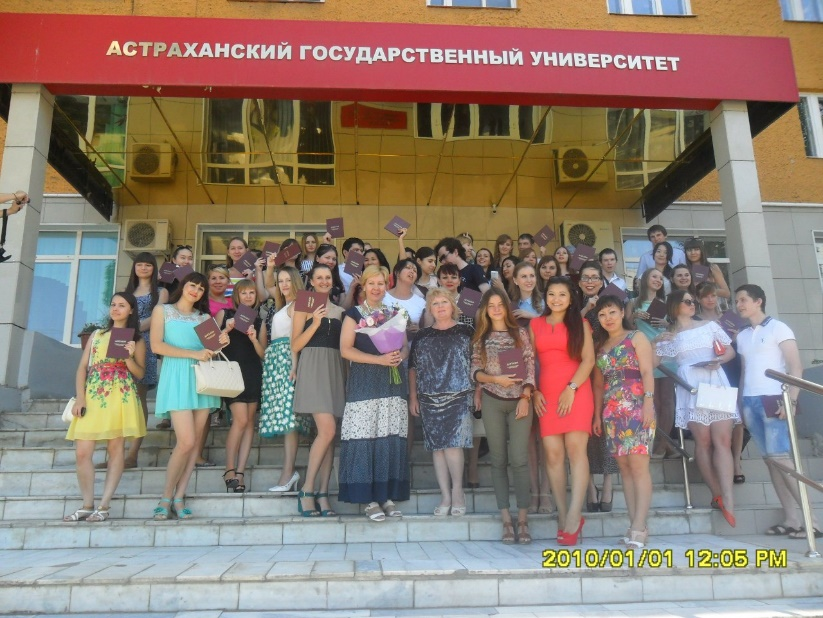 АСТРАХАНСКИЙ ГОСУДАРСТВЕННЫЙ УНИВЕРСИТЕТ
2010/01/01 12:05 PM